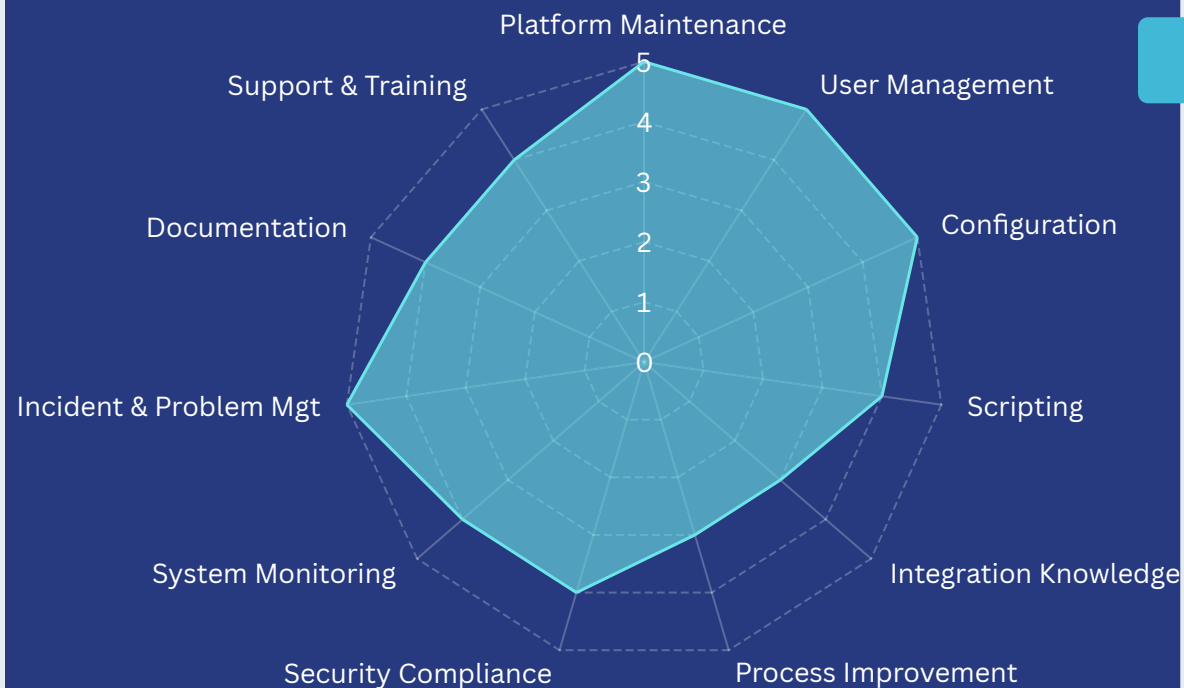 Platform Maintenance
5
Support & Training
User Management
4
3
Documentation
Configuration
2
1
0
Incident & Problem Mgt
Scripting
System Monitoring
Integration Knowledge
Security Compliance
Process Improvement